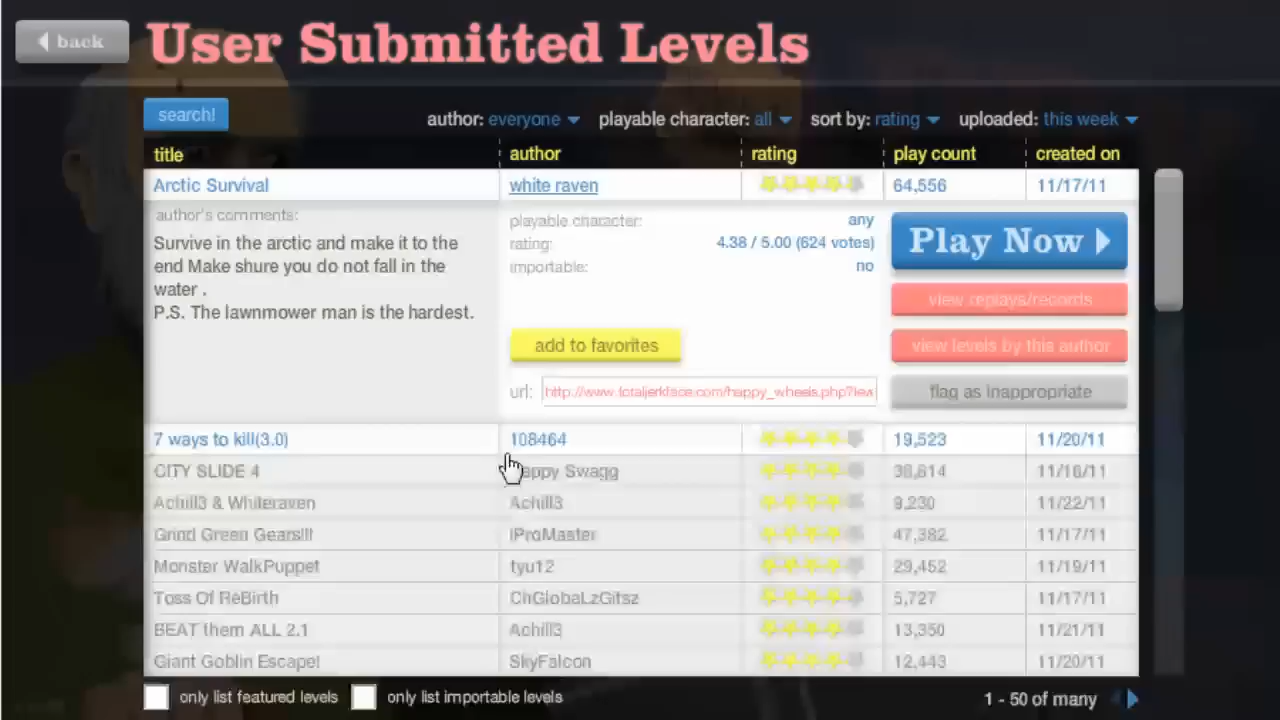 back
User Submitted Levels
search!
author: everyone
playable character: all
sort by: rating
uploaded: this week
title author rating play count created on
Arctic Survival white raven 64,556 11/17/11
author's comments:
Survive in the arctic and make it to the
end Make shure you do not fall in the
water .
P.S. The lawnmower man is the hardest.
playable character: any
rating: 4.38 / 5.00 (624 votes)
importable: no
add to favorites
url: http://www.totaljerkface.com/happy_wheels.php?lev
Play Now
view replays/records
view levels by this author
flag as inappropriate
7 ways to kill(3.0) 108464 19,523 11/20/11
CITY SLIDE 4 appy Swagg 38,814 11/16/11
Achill3 & Whiteraven Achill3 9,230 11/22/11
Grind Green Gears!!! iProMaster 47,382 11/17/11
Monster WalkPuppet tyu12 29,452 11/19/11
Toss Of ReBirth ChGlobaLzGitsz 5,727 11/17/11
BEAT them ALL 2.1 Achill3 13,350 11/21/11
Giant Goblin Escape! SkyFalcon 12,443 11/20/11
only list featured levels
only list importable levels
1 - 50 of many